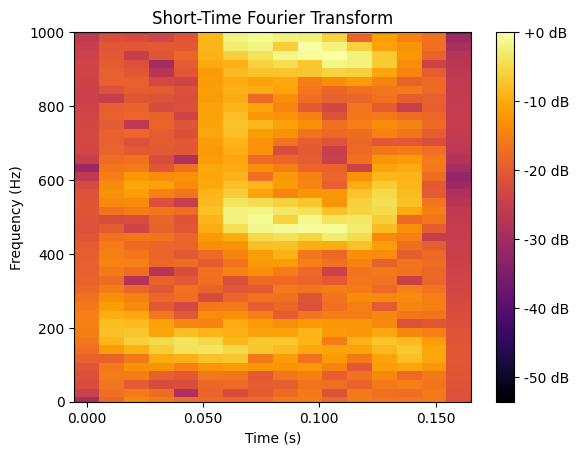 Short-Time Fourier Transform
1000
800
600
400
200
0
Frequency (Hz)
0.000
0.050
0.100
0.150
Time (s)
+0 dB
-10 dB
-20 dB
-30 dB
-40 dB
-50 dB